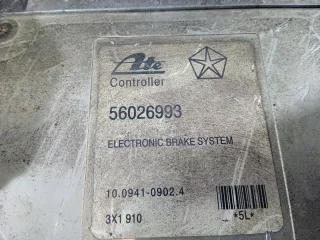 Ate
Controller
56026993
ELECTRONIC BRAKE SYSTEM
10.0941-0902.4
3X1 910
*5L*